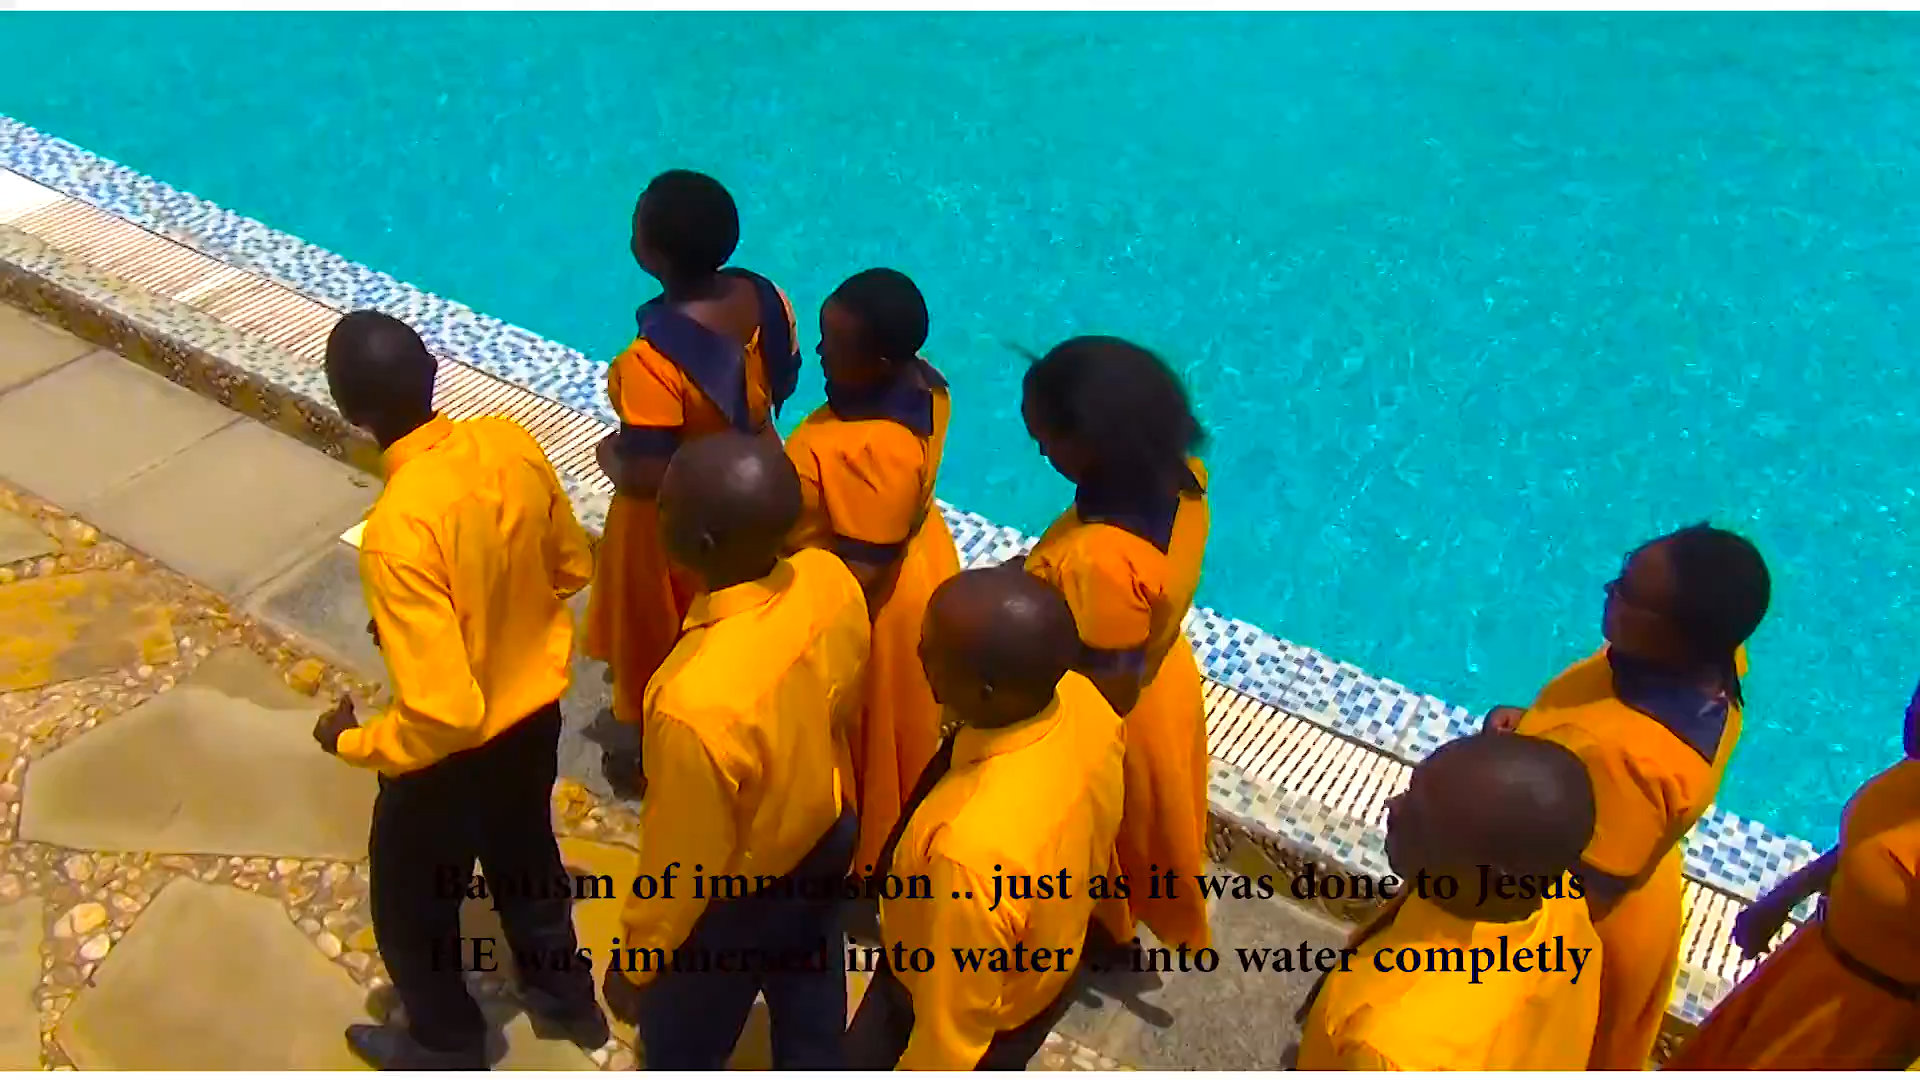 Baptism of immersion .. just as it was done to Jesus
HE was immersed into water .. into water completly